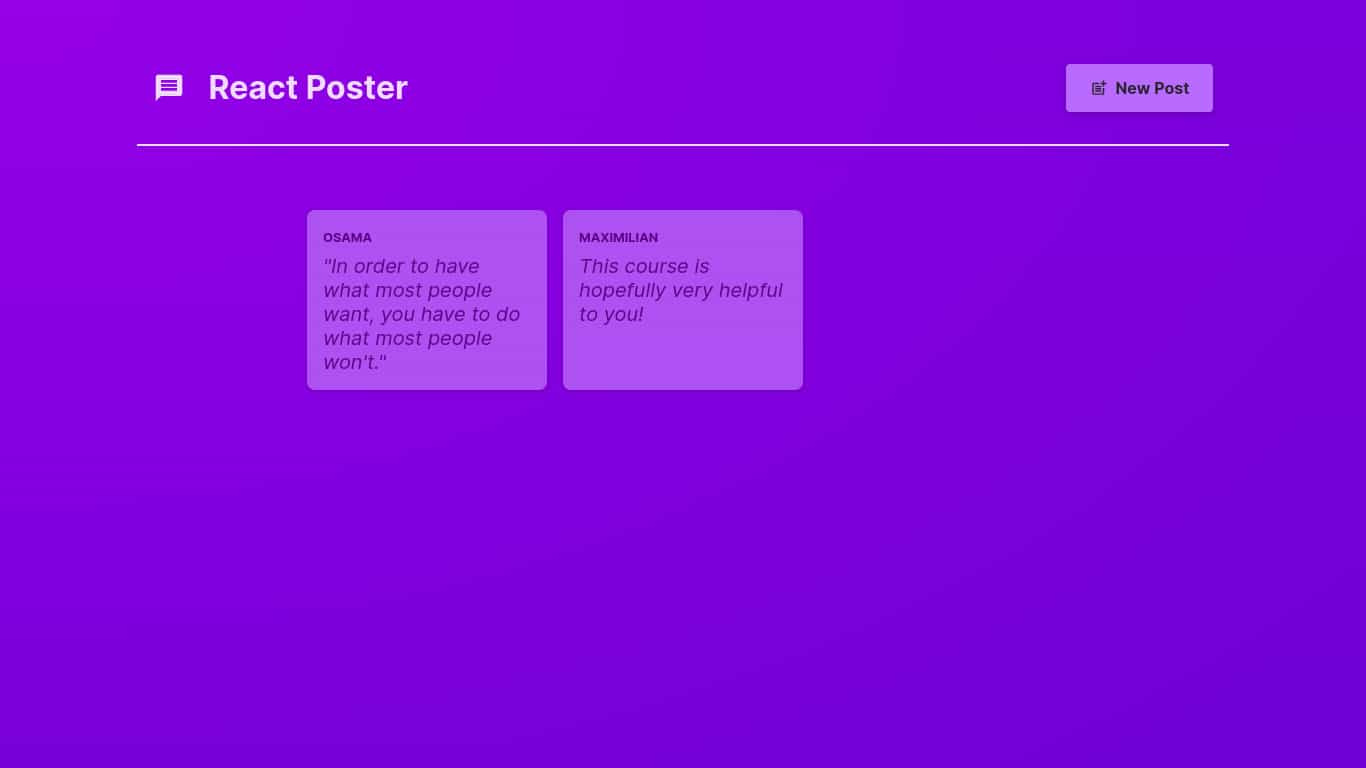 React Poster
New Post
OSAMA
"In order to have
what most people
want, you have to do
what most people
won't."
MAXIMILIAN
This course is
hopefully very helpful
to you!